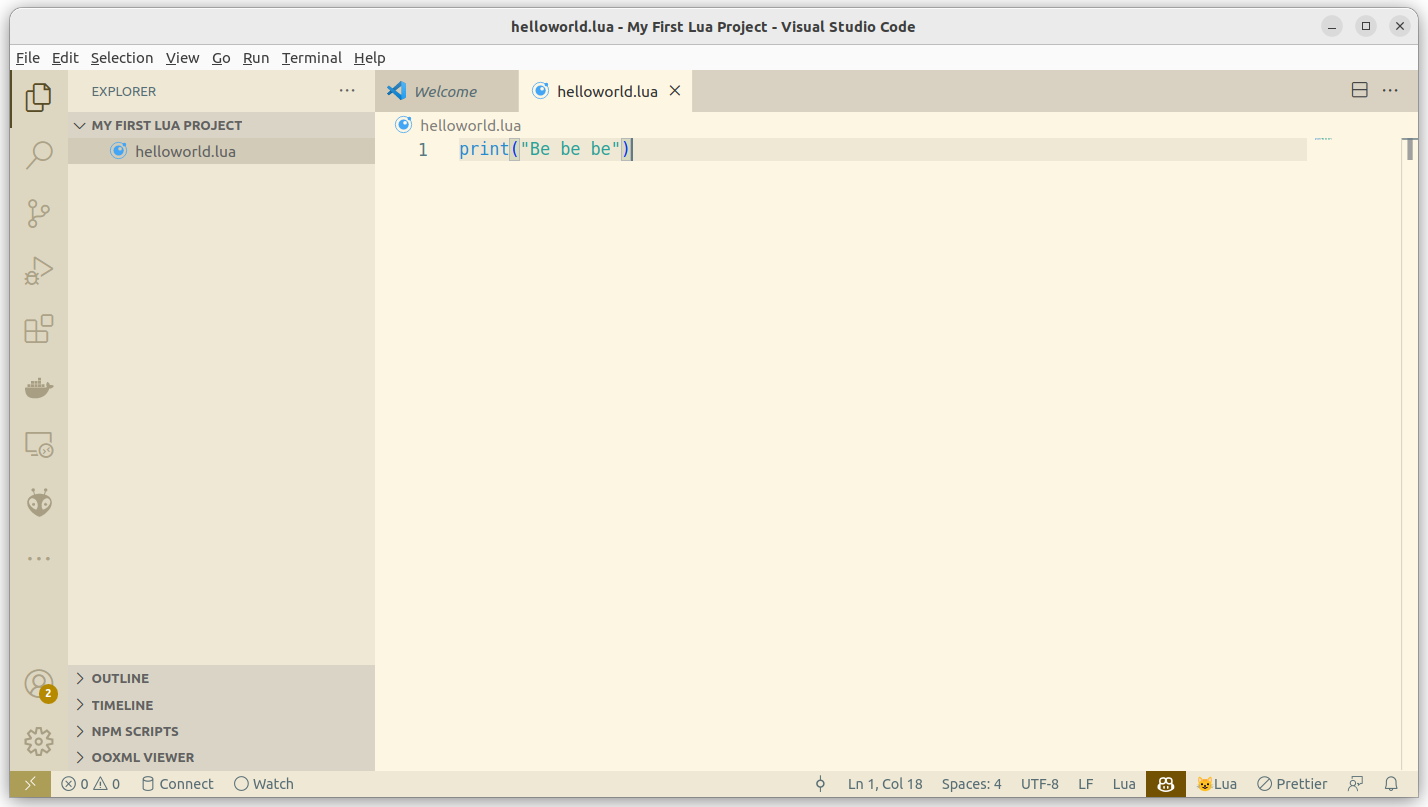 helloworld.lua - My First Lua Project - Visual Studio Code
File Edit Selection View Go Run Terminal Help
EXPLORER
MY FIRST LUA PROJECT
helloworld.lua
OUTLINE
TIMELINE
NPM SCRIPTS
OOXML VIEWER
2
Welcome
helloworld.lua
helloworld.lua
1 print("Be be be")
0 0 Connect Watch Ln 1, Col 18 Spaces: 4 UTF-8 LF Lua Lua Prettier